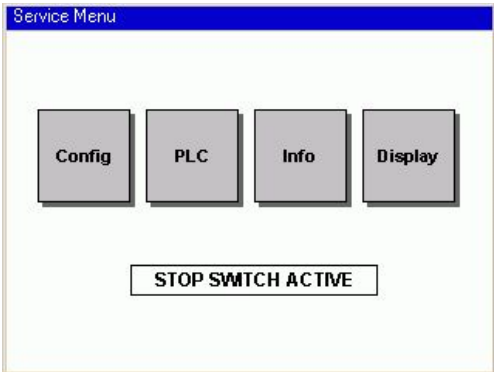 Service Menu
Config PLC Info Display
STOP SWITCH ACTIVE